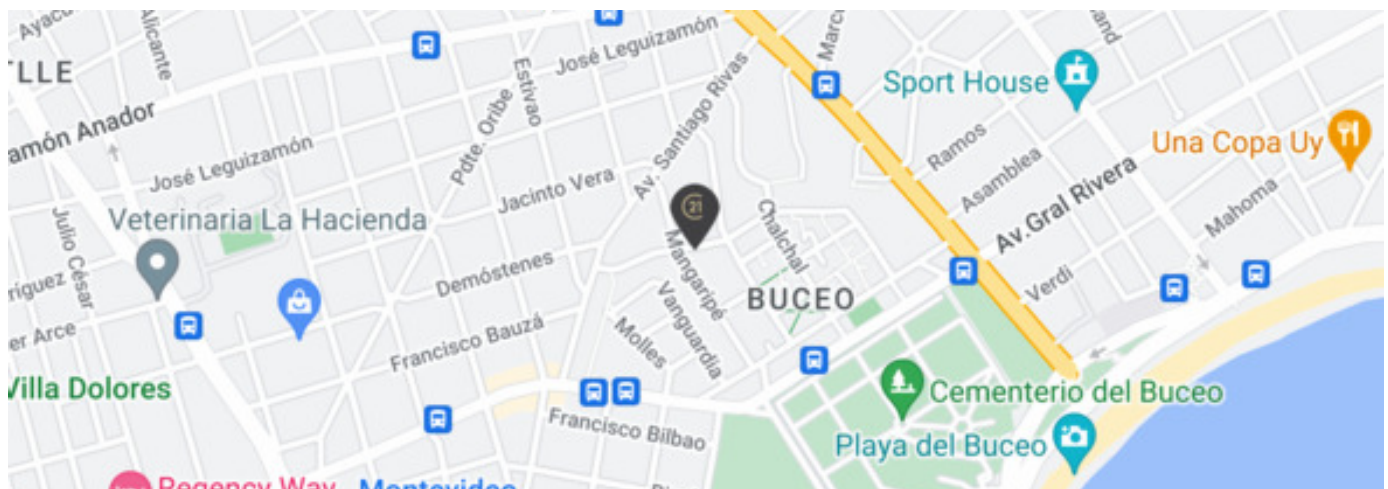 Ayacu
Alicante
TLLE
José Leguizamón
Estivao
Marco
and
Sport House
Una Copa Uy
amón Anador
José Leguizamón
Pdte. Oribe
Av. Santiago Rivas
Ramos
Asamblea
Jacinto Vera
Av. Gral Rivera
Mahoma
Julio César
Veterinaria La Hacienda
21
Chalchal
ríguez
Demóstenes
Mangaripé
BUCEO
Verdi
er Arce
Francisco Bauzá
Molles
Vanguardia
Villa Dolores
Cementerio del Buceo
Francisco Bilbao
Playa del Buceo
Regency Way
Montevideo